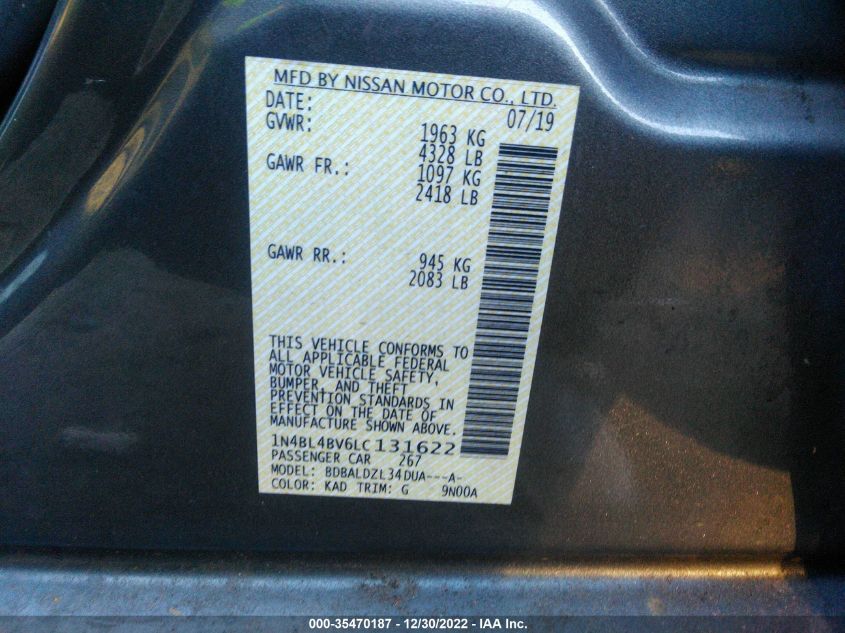 MFD BY NISSAN MOTOR CO., LTD.
DATE: 07/19
GVWR: 1963 KG
4328 LB
GAWR FR.: 1097 KG
2418 LB
GAWR RR.: 945 KG
2083 LB
THIS VEHICLE CONFORMS TO
ALL APPLICABLE FEDERAL
MOTOR VEHICLE SAFETY,
BUMPER, AND THEFT
PREVENTION STANDARDS IN
EFFECT ON THE DATE OF
MANUFACTURE SHOWN ABOVE.
1N4BL4BV6LC131622
PASSENGER CAR 267
MODEL: BDBALDZL34DUA---A-
COLOR: KAD TRIM: G 9N00A
000-35470187 - 12/30/2022 - IAA Inc.